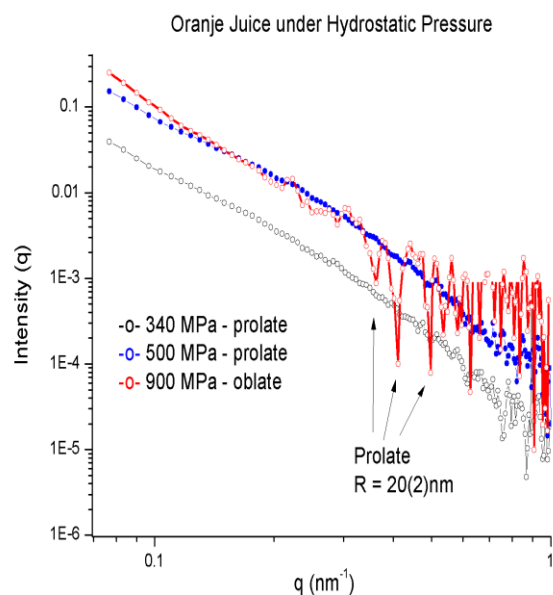 Oranje Juice under Hydrostatic Pressure
Intensity (q)
0.1
0.01
1E-3
1E-4
1E-5
1E-6
340 MPa - prolate
500 MPa - prolate
900 MPa - oblate
Prolate
R = 20(2)nm
0.1
1
q (nm⁻¹)